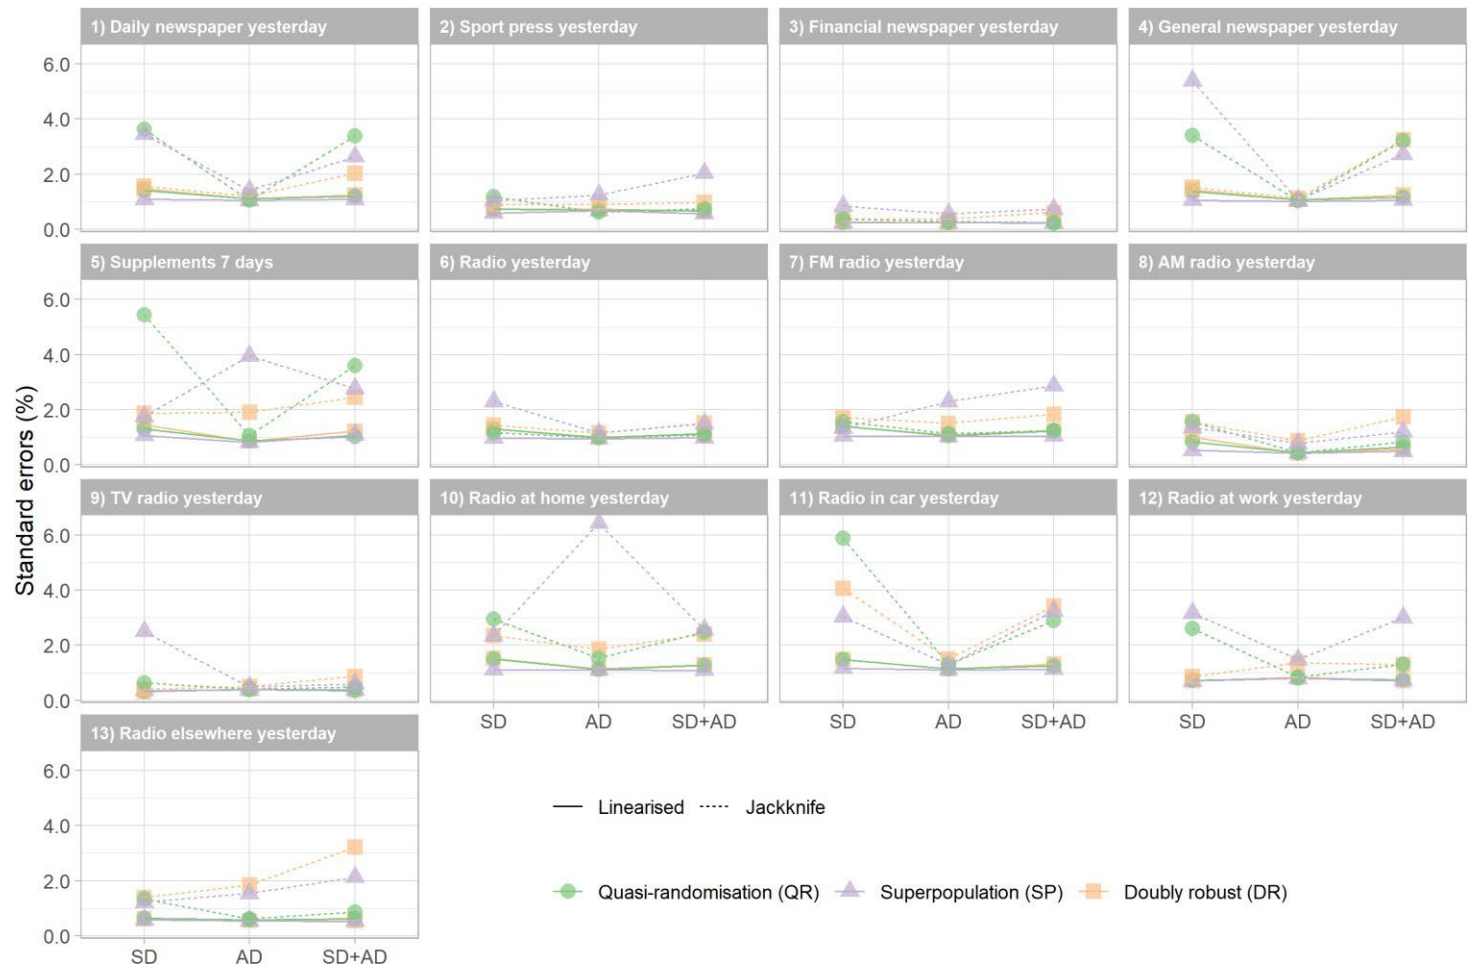 1) Daily newspaper yesterday
2) Sport press yesterday
3) Financial newspaper yesterday
4) General newspaper yesterday
6.0
4.0
2.0
0.0
5) Supplements 7 days
6) Radio yesterday
7) FM radio yesterday
8) AM radio yesterday
6.0
4.0
2.0
0.0
Standard errors (%)
9) TV radio yesterday
10) Radio at home yesterday
11) Radio in car yesterday
12) Radio at work yesterday
6.0
4.0
2.0
0.0
SD AD SD+AD
SD AD SD+AD
SD AD SD+AD
13) Radio elsewhere yesterday
6.0
4.0
2.0
0.0
SD AD SD+AD
Linearised Jackknife
Quasi-randomisation (QR) Superpopulation (SP) Doubly robust (DR)